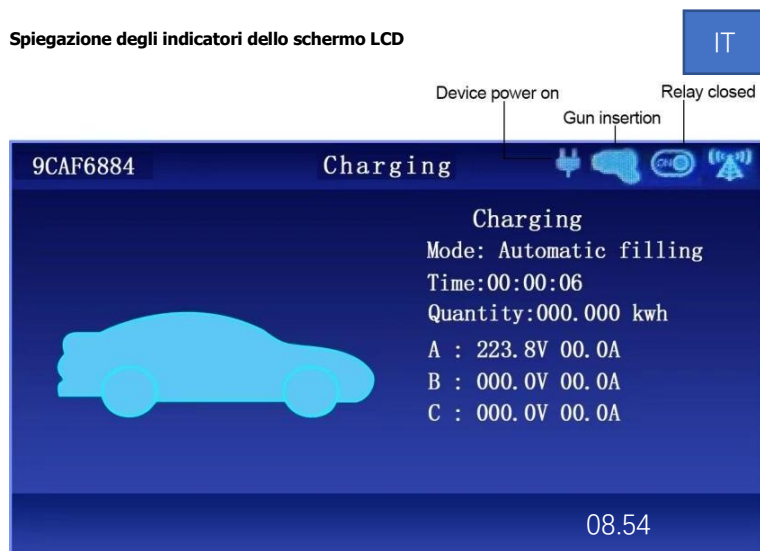 Spiegazione degli indicatori dello schermo LCD
IT
Device power on
Relay closed
Gun insertion
9CAF6884
Charging
ON
Charging
Mode: Automatic filling
Time:00:00:06
Quantity:000.000 kwh
A : 223.8V 00.0A
B : 000.0V 00.0A
C : 000.0V 00.0A
08.54